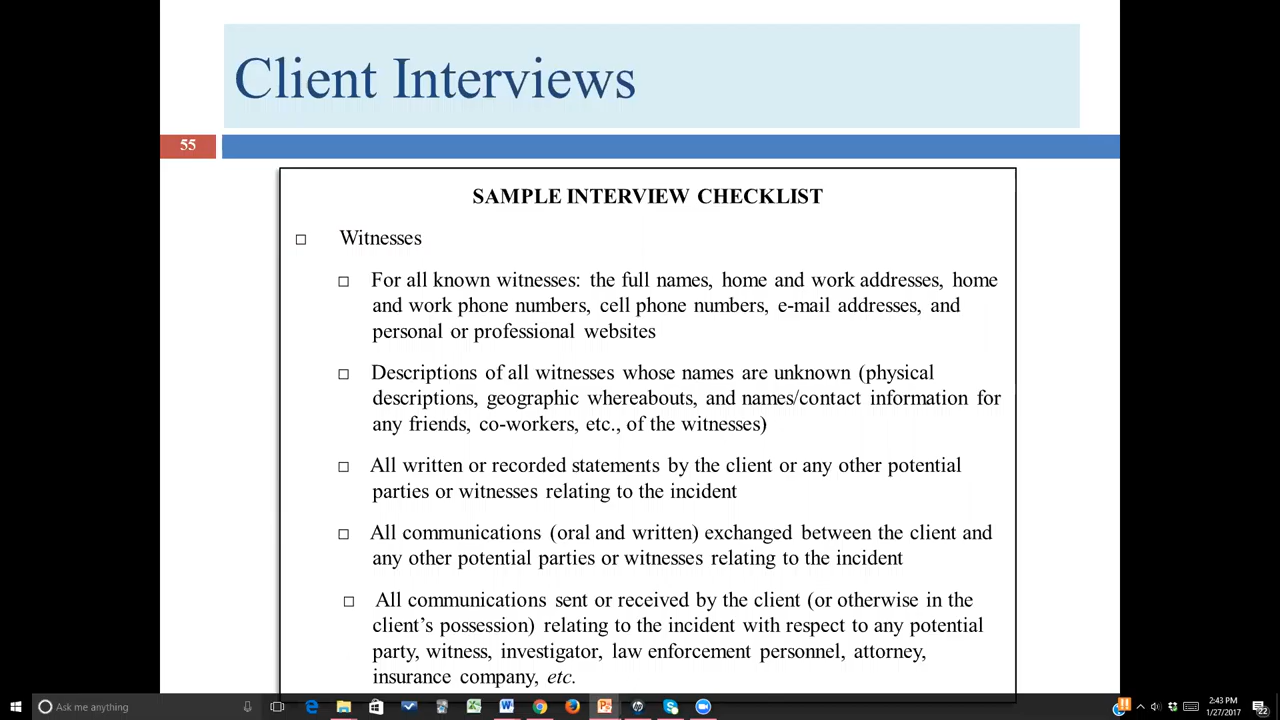 Client Interviews
55
SAMPLE INTERVIEW CHECKLIST
Witnesses
For all known witnesses: the full names, home and work addresses, home
and work phone numbers, cell phone numbers, e-mail addresses, and
personal or professional websites
Descriptions of all witnesses whose names are unknown (physical
descriptions, geographic whereabouts, and names/contact information for
any friends, co-workers, etc., of the witnesses)
All written or recorded statements by the client or any other potential
parties or witnesses relating to the incident
All communications (oral and written) exchanged between the client and
any other potential parties or witnesses relating to the incident
All communications sent or received by the client (or otherwise in the
client’s possession) relating to the incident with respect to any potential
party, witness, investigator, law enforcement personnel, attorney,
insurance company, etc.
Ask me anything
2:43 PM
1/27/2017
22